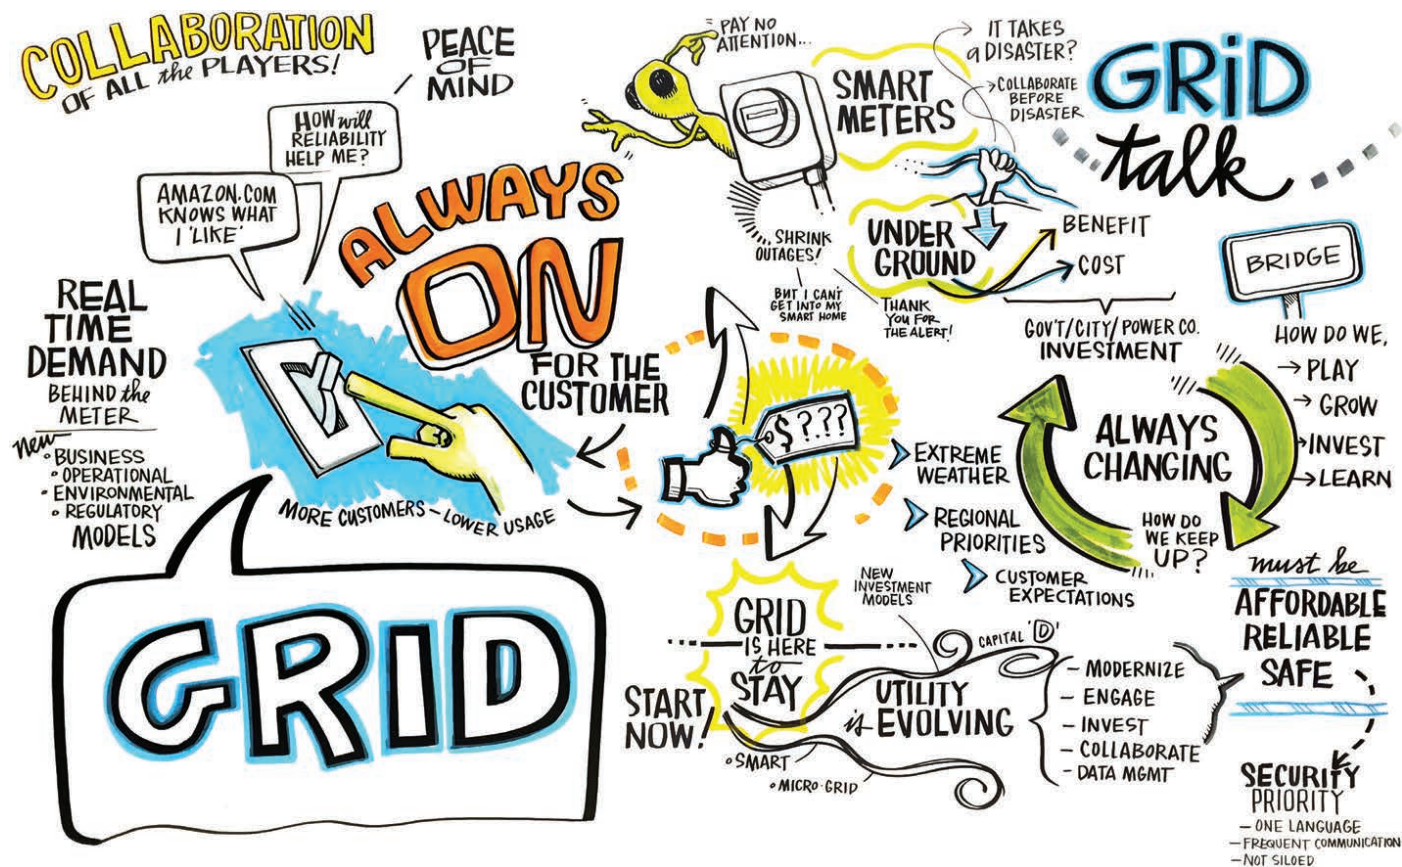 COLLABORATION
OF ALL the PLAYERS!
PEACE
OF
MIND
HOW will
RELIABILITY
HELP ME?
AMAZON.COM
KNOWS WHAT
I 'LIKE'
ALWAYS
ON
FOR THE
CUSTOMER
REAL
TIME
DEMAND
BEHIND the
METER
new
• BUSINESS
• OPERATIONAL
• ENVIRONMENTAL
• REGULATORY
MODELS
MORE CUSTOMERS – LOWER USAGE
GRID
PAY NO
ATTENTION...
SMART
METERS
IT TAKES
a DISASTER?
COLLABORATE
BEFORE
DISASTER
GRiD
talk
SHRINK
OUTAGES!
BUT I CAN'T
GET INTO MY
SMART HOME
THANK
YOU FOR
THE ALERT!
UNDER
GROUND
BENEFIT
COST
GOV'T/CITY/POWER CO.
INVESTMENT
BRIDGE
HOW DO WE,
→ PLAY
→ GROW
→ INVEST
→ LEARN
$?.??
EXTREME
WEATHER
REGIONAL
PRIORITIES
CUSTOMER
EXPECTATIONS
ALWAYS
CHANGING
HOW DO
WE KEEP
UP?
GRID
IS HERE
to
STAY
START
NOW!
NEW
INVESTMENT
MODELS
CAPITAL 'D'
UTILITY
is EVOLVING
• SMART
• MICRO-GRID
– MODERNIZE
– ENGAGE
– INVEST
– COLLABORATE
– DATA MGMT
must be
AFFORDABLE
RELIABLE
SAFE
SECURITY
PRIORITY
– ONE LANGUAGE
– FREQUENT COMMUNICATION
– NOT SILOED